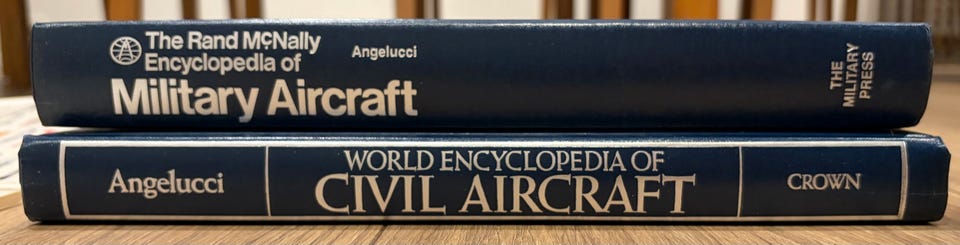 The Rand McNally
Encyclopedia of
Military Aircraft
Angelucci
THE
MILITARY
PRESS
Angelucci
WORLD ENCYCLOPEDIA OF
CIVIL AIRCRAFT
CROWN